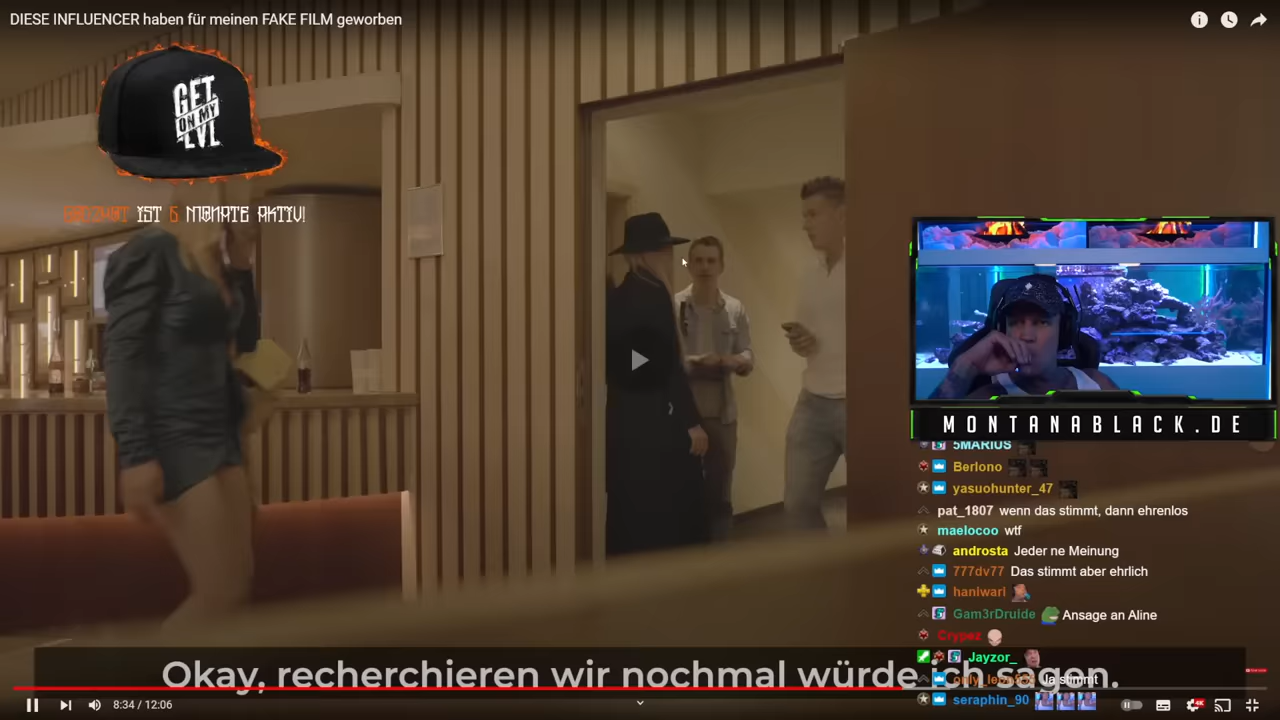 DIESE INFLUENCER haben für meinen FAKE FILM geworben
GET
ON MY
LVL
IST 6 MONATE AKTIV!
MONTANABLACK.DE
5MARIUS
Berlono
yasuohunter_47
pat_1807 wenn das stimmt, dann ehrenlos
maelocoo wtf
androsta Jeder ne Meinung
777dv77 Das stimmt aber ehrlich
haniwari
Gam3rDruide Ansage an Aline
Crypez
Jayzor_
Ja stimmt
seraphin_90
Okay, recherchieren wir nochmal würde ich sagen.
8:34 / 12:06